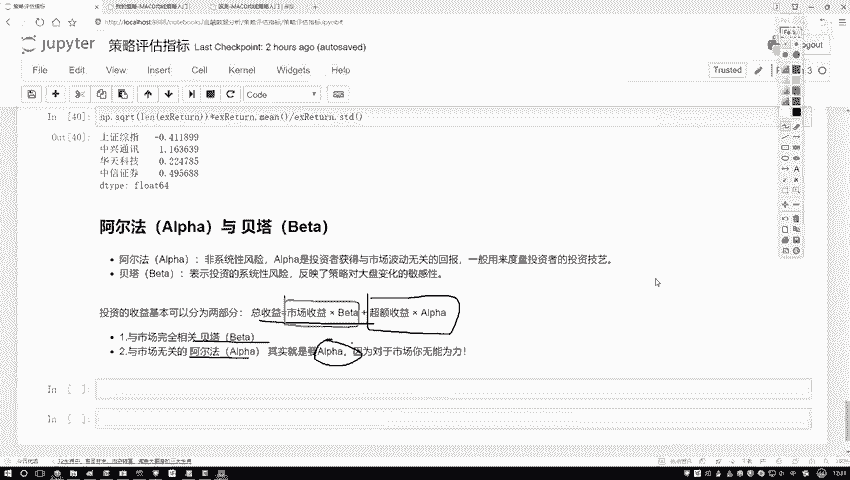 策略评估指标
http://localhost
jupyter 策略评估指标 Last Checkpoint: 2 hours ago (autosaved)
Logout
File Edit View Insert Cell Kernel Widgets Help
Trusted
Code
In [40]: np.sqrt(len(exReturn))*exReturn.mean()/exReturn.std()
Out[40]: 上证综指 -0.411899
中兴通讯 1.163639
华天科技 0.224785
中信证券 0.495688
dtype: float64
阿尔法（Alpha）与 贝塔（Beta）
阿尔法（Alpha）：非系统性风险，Alpha是投资者获得与市场波动无关的回报，一般用来度量投资者的投资技艺。
贝塔（Beta）：表示投资的系统性风险，反映了策略对大盘变化的敏感性。
投资的收益基本可以分为两部分： 总收益=市场收益 × Beta + 超额收益 × Alpha
1.与市场完全相关 贝塔（Beta）
2.与市场无关的 阿尔法（Alpha） 其实就是要Alpha，因为对于市场你无能为力！
In [ ]:
In [ ]: